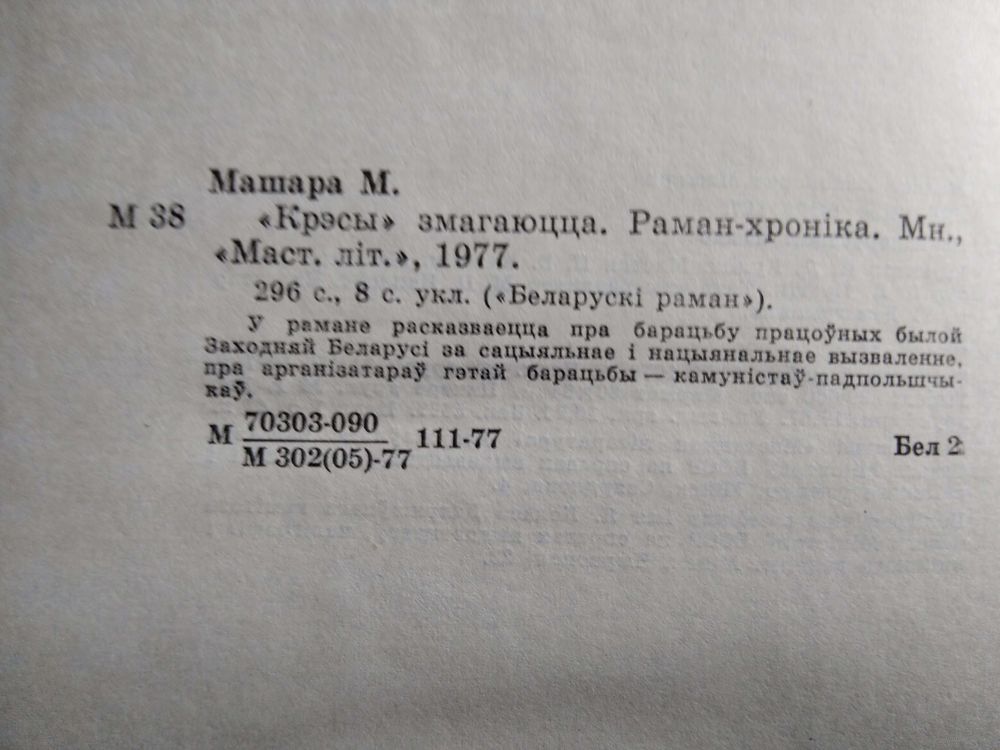 Машара М.
М 38 «Крэсы» змагаюцца. Раман-хроніка. Мн.,
«Маст. літ.», 1977.
296 с., 8 с. укл. («Беларускі раман»).
У рамане расказваецца пра барацьбу працоўных былой
Заходняй Беларусі за сацыяльнае і нацыянальнае вызваленне,
пра арганізатараў гэтай барацьбы — камуністаў-падпольшчы-
каў.
М 70303-090 111-77 Бел 2
М 302(05)-77